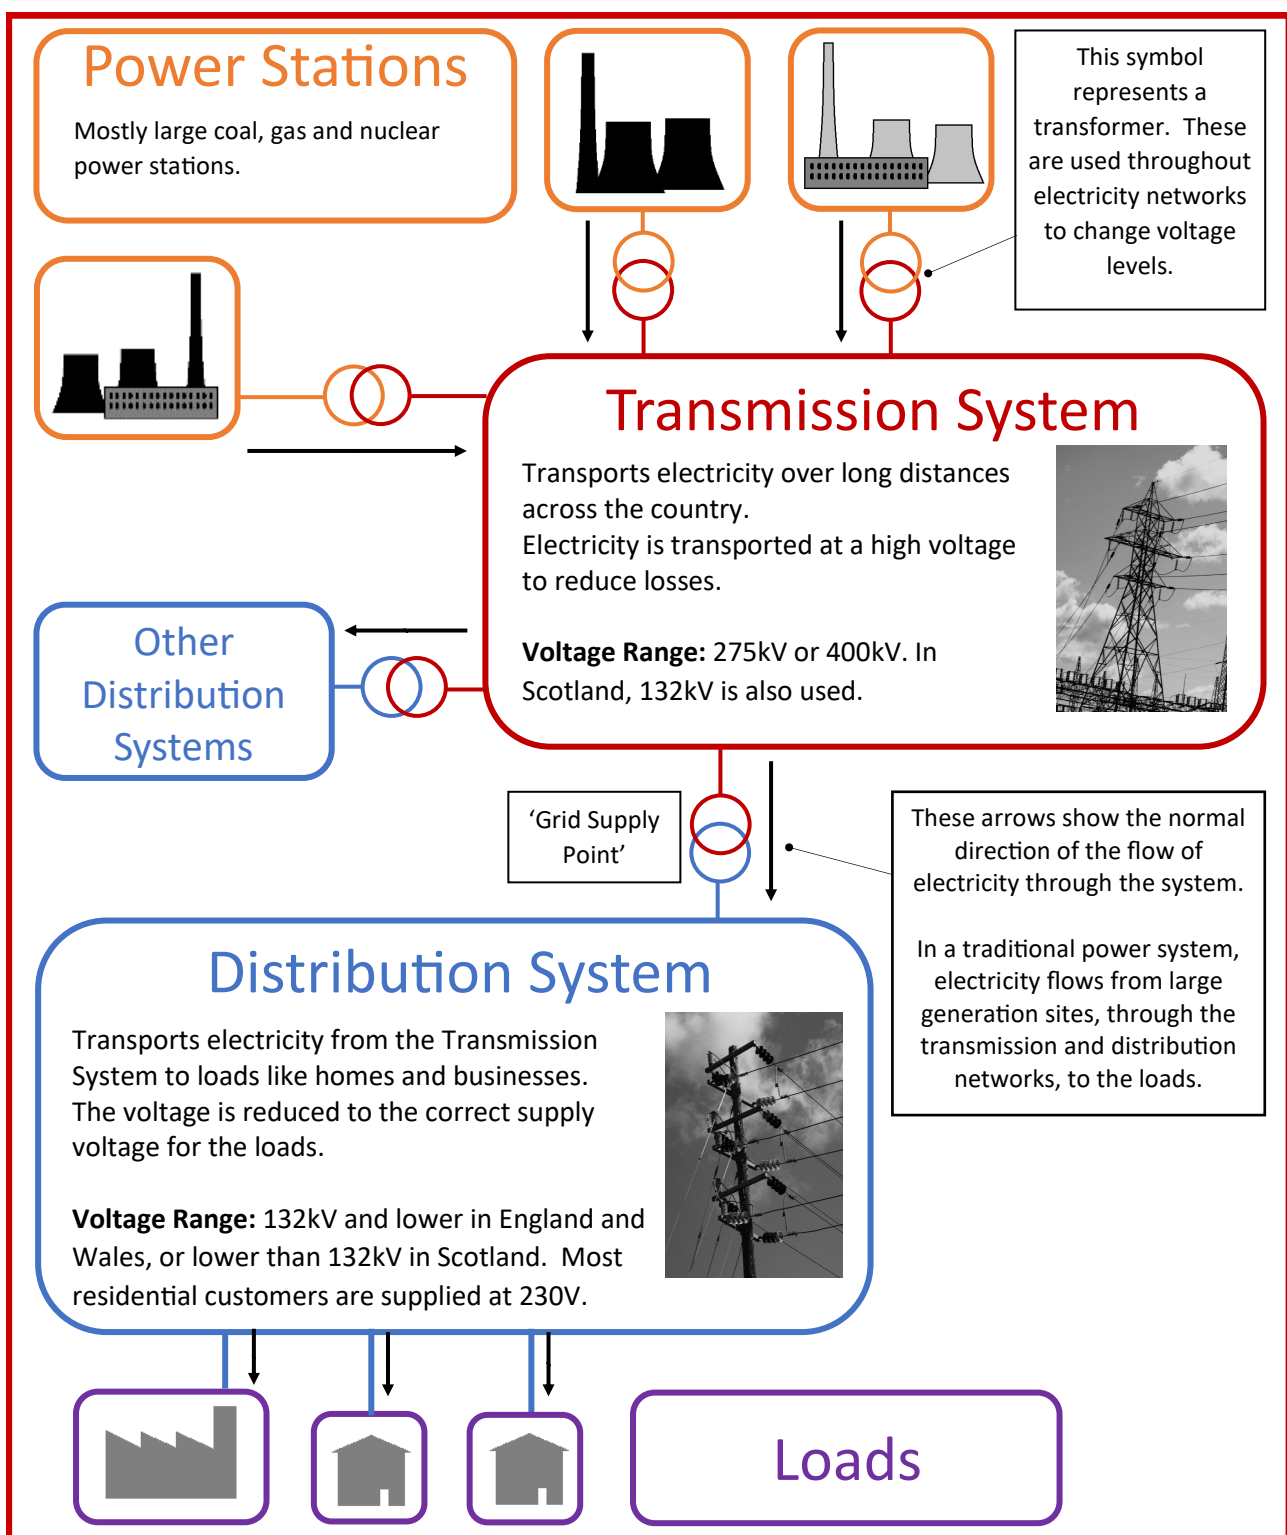 Power Stations
Mostly large coal, gas and nuclear
power stations.
This symbol
represents a
transformer.  These
are used throughout
electricity networks
to change voltage
levels.
Transmission System
Transports electricity over long distances
across the country.
Electricity is transported at a high voltage
to reduce losses.
Voltage Range: 275kV or 400kV. In
Scotland, 132kV is also used.
Other
Distribution
Systems
‘Grid Supply
Point’
These arrows show the normal
direction of the flow of
electricity through the system.
In a traditional power system,
electricity flows from large
generation sites, through the
transmission and distribution
networks, to the loads.
Distribution System
Transports electricity from the Transmission
System to loads like homes and businesses.
The voltage is reduced to the correct supply
voltage for the loads.
Voltage Range: 132kV and lower in England and
Wales, or lower than 132kV in Scotland.  Most
residential customers are supplied at 230V.
Loads